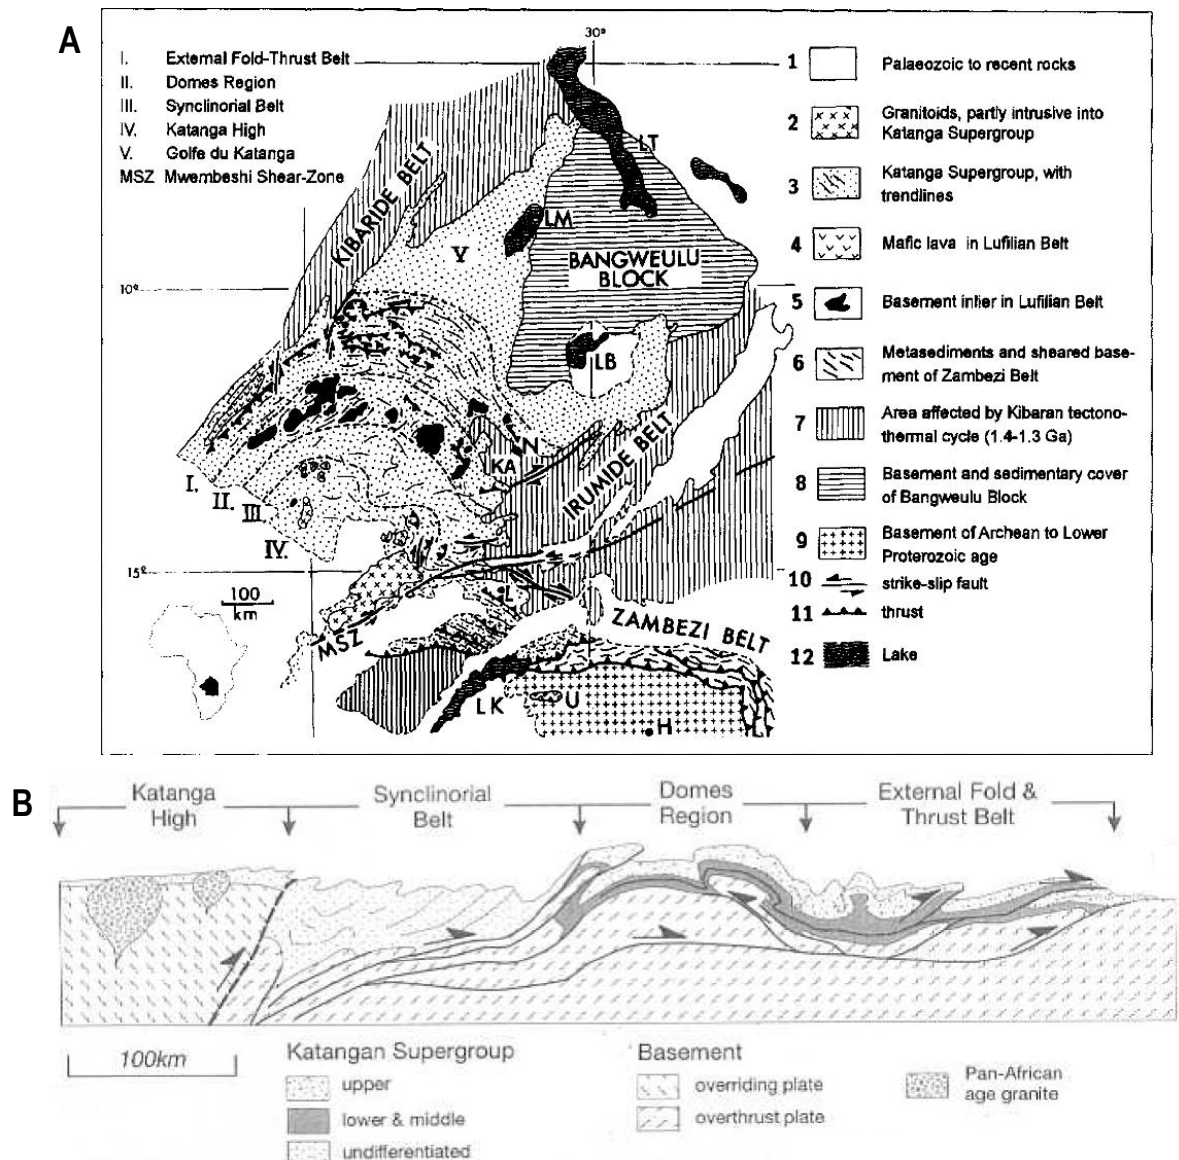 A
I. External Fold-Thrust Belt
II. Domes Region
III. Synclinorial Belt
IV. Katanga High
V. Golfe du Katanga
MSZ Mwembeshi Shear-Zone
30°
10°
15°
KIBARIDE BELT
LT
LM
V
BANGWEULU
BLOCK
LB
N
KA
IRUMIDE BELT
I.
II.
III.
IV.
L
MSZ
ZAMBEZI BELT
LK
U
H
100
km
1 Palaeozoic to recent rocks
2 Granitoids, partly intrusive into
Katanga Supergroup
3 Katanga Supergroup, with
trendlines
4 Mafic lava in Lufilian Belt
5 Basement inlier in Lufilian Belt
6 Metasediments and sheared base-
ment of Zambezi Belt
7 Area affected by Kibaran tectono-
thermal cycle (1.4-1.3 Ga)
8 Basement and sedimentary cover
of Bangweulu Block
9 Basement of Archean to Lower
Proterozoic age
10 strike-slip fault
11 thrust
12 Lake
B
Katanga
High
Synclinorial
Belt
Domes
Region
External Fold &
Thrust Belt
100km
Katangan Supergroup
upper
lower & middle
undifferentiated
Basement
overriding plate
overthrust plate
Pan-African
age granite